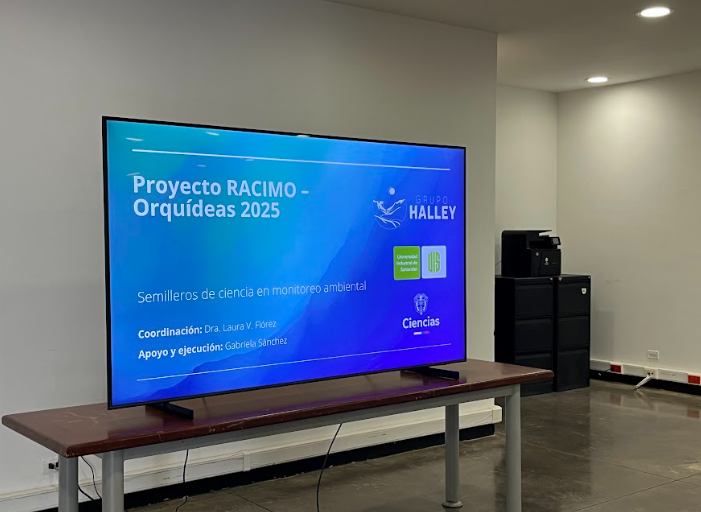 Proyecto RACIMO –
Orquídeas 2025
GRUPO
HALLEY
Universidad
Industrial de
Santander
UIS
Semilleros de ciencia en monitoreo ambiental
Ciencias
Coordinación: Dra. Laura V. Flórez
Apoyo y ejecución: Gabriela Sánchez